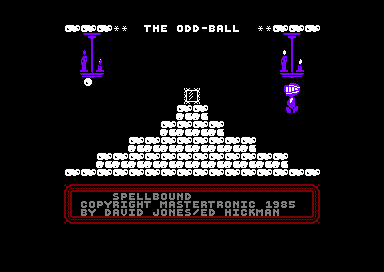 ** THE ODD-BALL **
SPELLBOUND
COPYRIGHT MASTERTRONIC 1985
BY DAVID JONES/ED HICKMAN